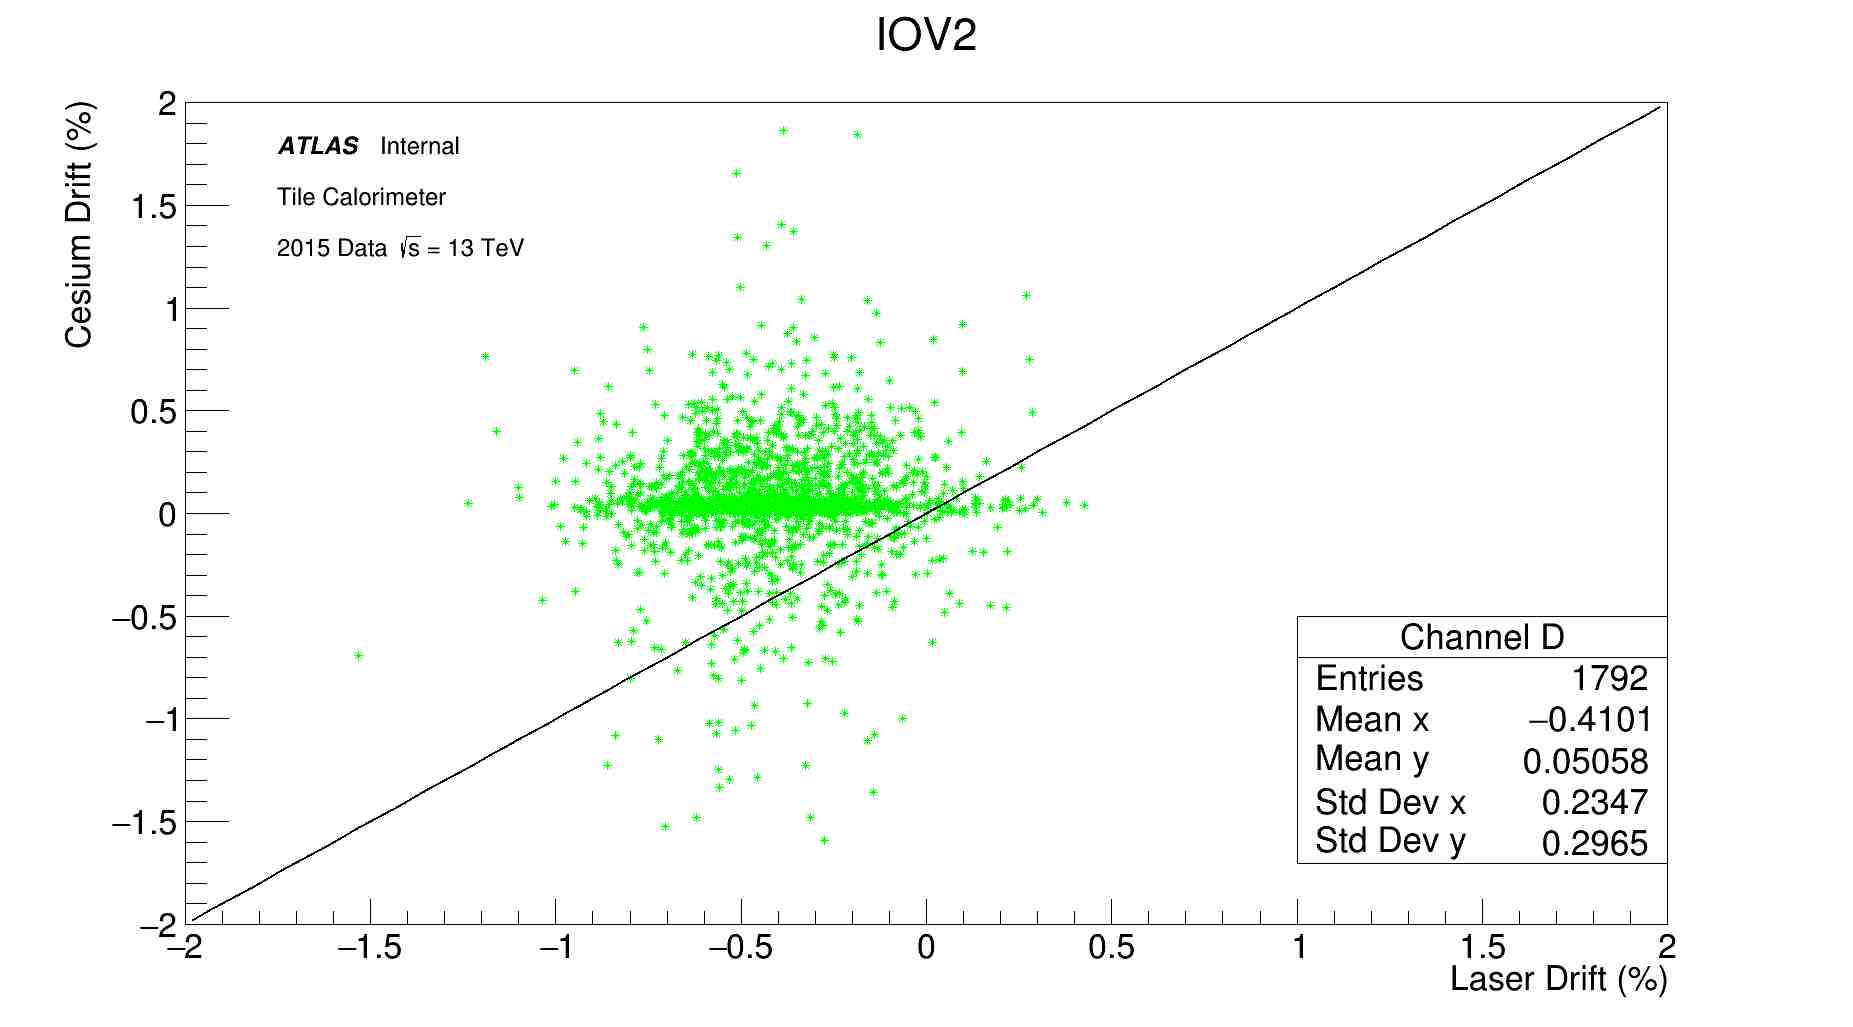 IOV2
Cesium Drift (%)
ATLAS Internal
Tile Calorimeter
2015 Data √s = 13 TeV
2
1.5
1
0.5
0
−0.5
−1
−1.5
−2
Channel D
Entries 1792
Mean x −0.4101
Mean y 0.05058
Std Dev x 0.2347
Std Dev y 0.2965
−2 −1.5 −1 −0.5 0 0.5 1 1.5 2
Laser Drift (%)